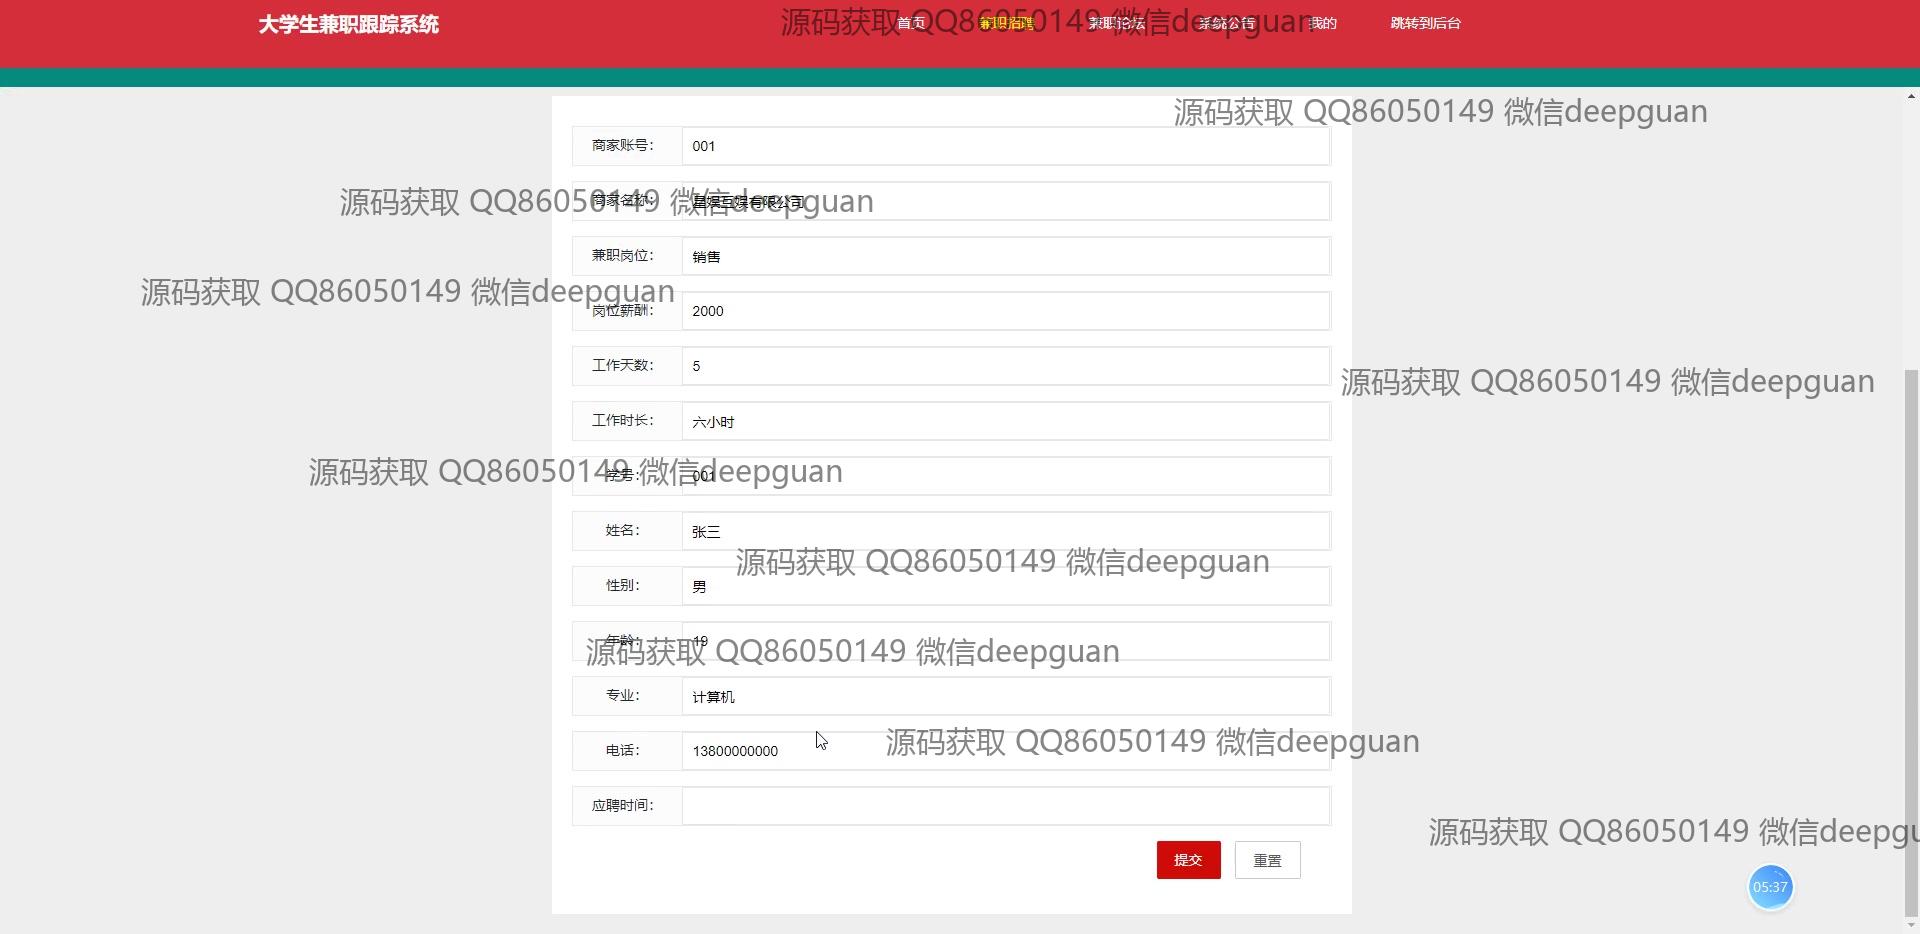 大学生兼职跟踪系统
首页 兼职招聘 兼职论坛 系统公告 我的 跳转到后台
源码获取 QQ86050149 微信deepguan
源码获取 QQ86050149 微信deepguan
商家账号： 001
商家名称： 星娱互娱有限公司
源码获取 QQ86050149 微信deepguan
兼职岗位： 销售
源码获取 QQ86050149 微信deepguan
岗位薪酬： 2000
工作天数： 5
源码获取 QQ86050149 微信deepguan
工作时长： 六小时
学号： 001
源码获取 QQ86050149 微信deepguan
姓名： 张三
源码获取 QQ86050149 微信deepguan
性别： 男
年龄： 19
源码获取 QQ86050149 微信deepguan
专业： 计算机
电话： 13800000000
源码获取 QQ86050149 微信deepguan
应聘时间：
源码获取 QQ86050149 微信deepgu
提交 重置
05:37